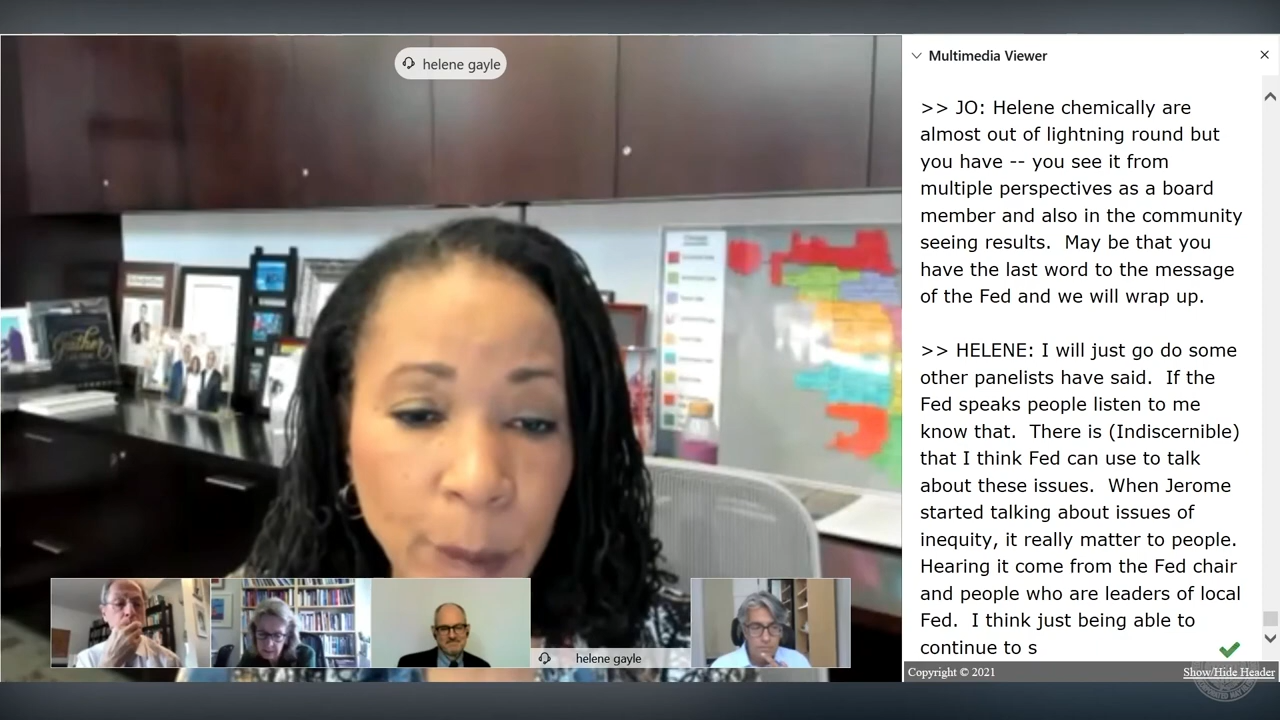 helene gayle
Multimedia Viewer
>> JO: Helene chemically are
almost out of lightning round but
you have -- you see it from
multiple perspectives as a board
member and also in the community
seeing results. May be that you
have the last word to the message
of the Fed and we will wrap up.
>> HELENE: I will just go do some
other panelists have said. If the
Fed speaks people listen to me
know that. There is (Indiscernible)
that I think Fed can use to talk
about these issues. When Jerome
started talking about issues of
inequity, it really matter to people.
Hearing it come from the Fed chair
and people who are leaders of local
Fed. I think just being able to
continue to s
Gather
helene gayle
Copyright © 2021
Show/Hide Header